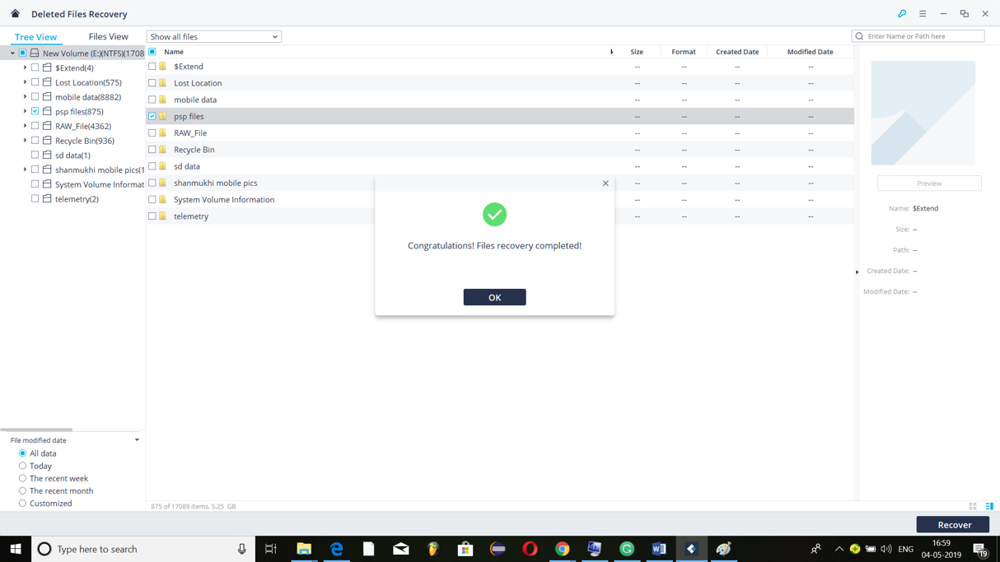 Deleted Files Recovery
Tree View
Files View
Show all files
Enter Name or Path here
New Volume (E:)(NTFS)(1708
$Extend(4)
Lost Location(575)
mobile data(8882)
psp files(875)
RAW_File(4362)
Recycle Bin(936)
sd data(1)
shanmukhi mobile pics(1
System Volume Informat
telemetry(2)
Name Size Format Created Date Modified Date
$Extend -- -- -- --
Lost Location -- -- -- --
mobile data -- -- -- --
psp files -- -- -- --
RAW_File -- -- -- --
Recycle Bin -- -- -- --
sd data -- -- -- --
shanmukhi mobile pics -- -- -- --
System Volume Information -- -- -- --
telemetry -- -- -- --
Congratulations! Files recovery completed!
OK
Preview
Name: $Extend
Size: --
Path: --
Created Date: --
Modified Date: --
File modified date
All data
Today
The recent week
The recent month
Customized
875 of 17089 items, 5.25 GB
Recover
Type here to search
ENG
16:59
04-05-2019
19